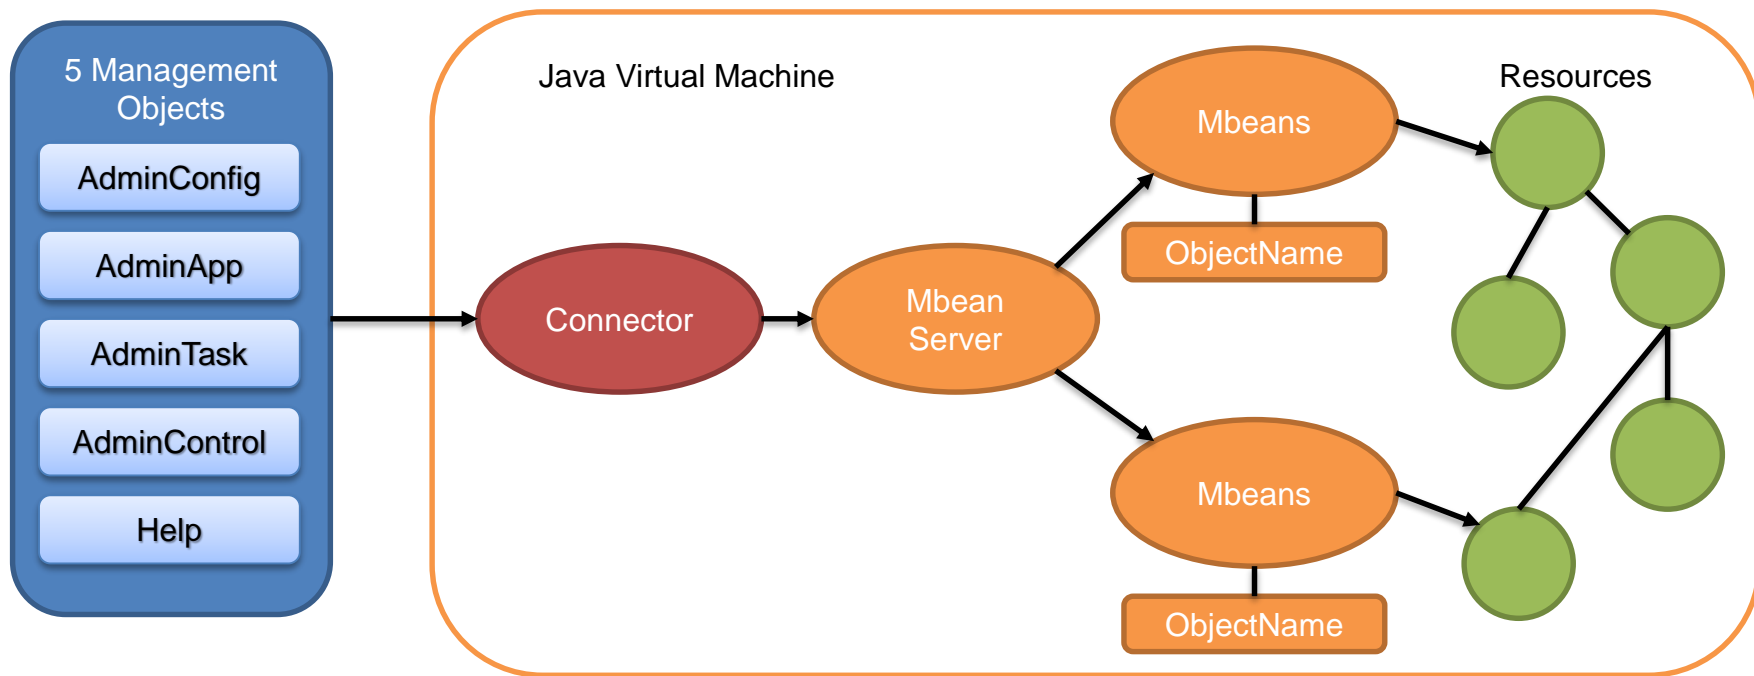 5 Management
Objects
AdminConfig
AdminApp
AdminTask
AdminControl
Help
Java Virtual Machine
Connector
Mbean
Server
Mbeans
ObjectName
Mbeans
ObjectName
Resources